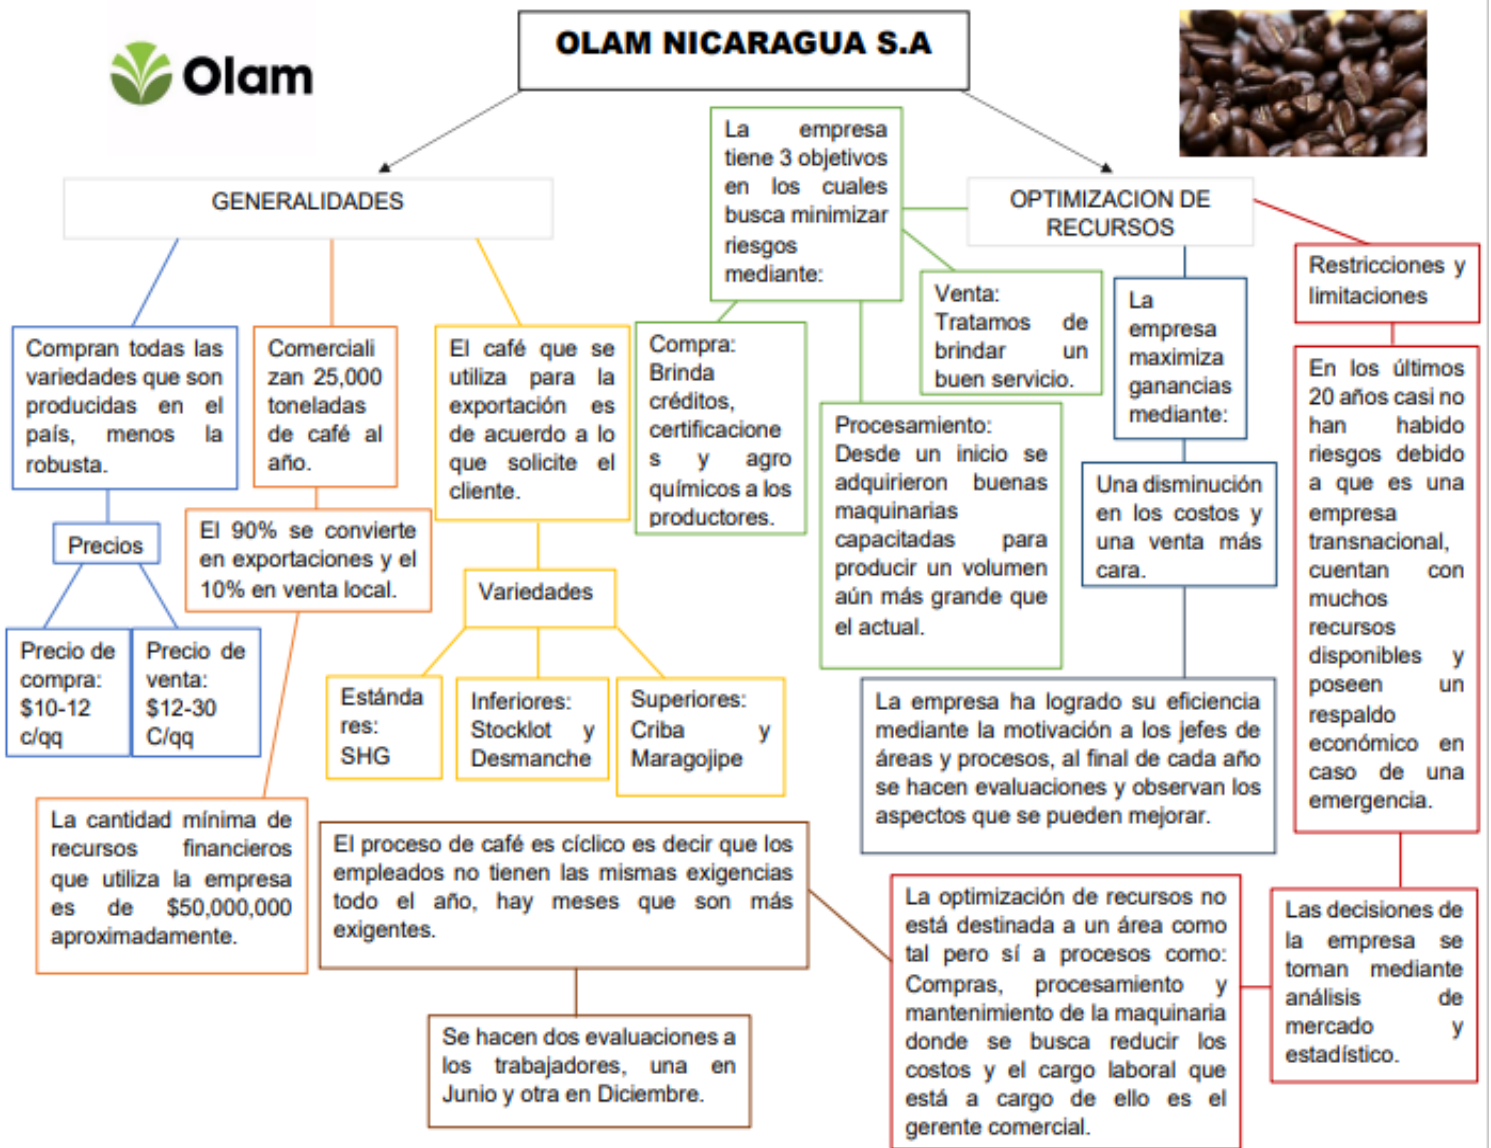 OLAM NICARAGUA S.A
Olam
GENERALIDADES
Compran todas las
variedades que son
producidas en el
país, menos la
robusta.
Precios
Precio de
compra:
$10-12
c/qq
Precio de
venta:
$12-30
C/qq
Comerciali
zan 25,000
toneladas
de café al
año.
El 90% se convierte
en exportaciones y el
10% en venta local.
La cantidad mínima de
recursos financieros
que utiliza la empresa
es de $50,000,000
aproximadamente.
El café que se
utiliza para la
exportación es
de acuerdo a lo
que solicite el
cliente.
Variedades
Estánda
res:
SHG
Inferiores:
Stocklot y
Desmanche
Superiores:
Criba y
Maragojipe
OPTIMIZACION DE
RECURSOS
La empresa
tiene 3 objetivos
en los cuales
busca minimizar
riesgos
mediante:
Compra:
Brinda
créditos,
certificacione
s y agro
químicos a los
productores.
Procesamiento:
Desde un inicio se
adquirieron buenas
maquinarias
capacitadas para
producir un volumen
aún más grande que
el actual.
Venta:
Tratamos de
brindar un
buen servicio.
La
empresa
maximiza
ganancias
mediante:
Una disminución
en los costos y
una venta más
cara.
La empresa ha logrado su eficiencia
mediante la motivación a los jefes de
áreas y procesos, al final de cada año
se hacen evaluaciones y observan los
aspectos que se pueden mejorar.
Restricciones y
limitaciones
En los últimos
20 años casi no
han habido
riesgos debido
a que es una
empresa
transnacional,
cuentan con
muchos
recursos
disponibles y
poseen un
respaldo
económico en
caso de una
emergencia.
Las decisiones de
la empresa se
toman mediante
análisis de
mercado y
estadístico.
La optimización de recursos no
está destinada a un área como
tal pero sí a procesos como:
Compras, procesamiento y
mantenimiento de la maquinaria
donde se busca reducir los
costos y el cargo laboral que
está a cargo de ello es el
gerente comercial.
El proceso de café es cíclico es decir que los
empleados no tienen las mismas exigencias
todo el año, hay meses que son más
exigentes.
Se hacen dos evaluaciones a
los trabajadores, una en
Junio y otra en Diciembre.